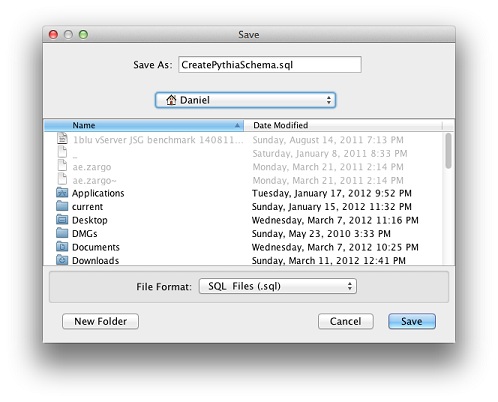 Save
Save As: CreatePythiaSchema.sql
Daniel
Name Date Modified
1blu vServer JSG benchmark 140811... Sunday, August 14, 2011 7:13 PM
_ Saturday, January 8, 2011 8:33 PM
ae.zargo Monday, March 21, 2011 2:14 PM
ae.zargo~ Monday, March 21, 2011 2:14 PM
Applications Tuesday, January 17, 2012 9:52 PM
current Sunday, January 15, 2012 11:32 PM
Desktop Wednesday, March 7, 2012 11:16 PM
DMGs Sunday, May 23, 2010 3:33 PM
Documents Wednesday, March 7, 2012 10:25 PM
Downloads Sunday, March 11, 2012 12:41 PM
File Format: SQL Files (.sql)
New Folder Cancel Save